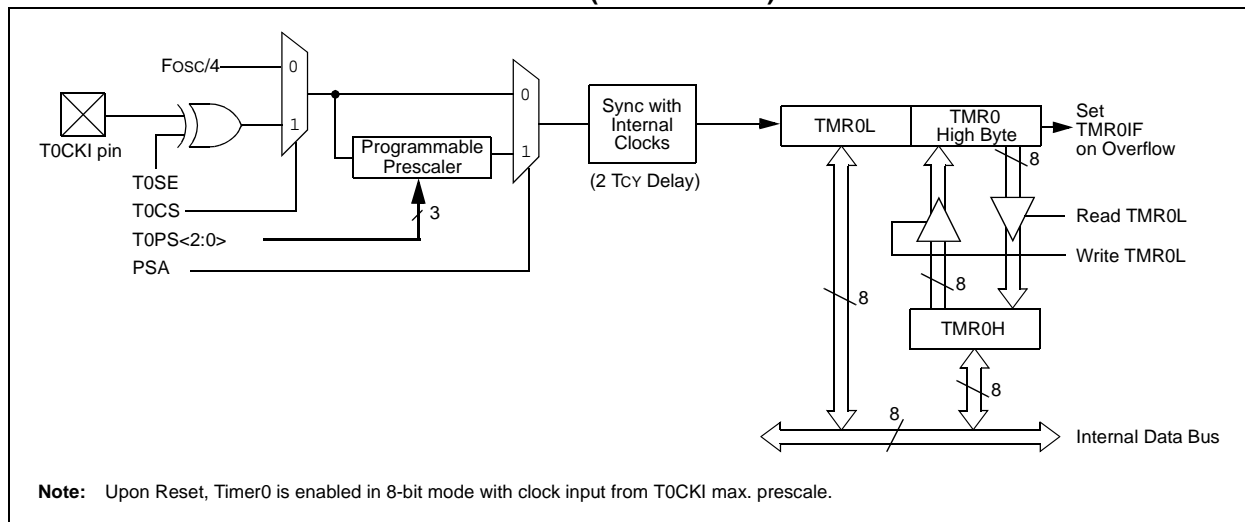 Fosc/4
T0CKI pin
T0SE
T0CS
T0PS<2:0>
PSA
0
1
Programmable
Prescaler
3
0
1
Sync with
Internal
Clocks
(2 TCY Delay)
TMR0L
TMR0
High Byte
Set
TMR0IF
on Overflow
8
Read TMR0L
Write TMR0L
8
8
TMR0H
8
8
Internal Data Bus
Note: Upon Reset, Timer0 is enabled in 8-bit mode with clock input from T0CKI max. prescale.